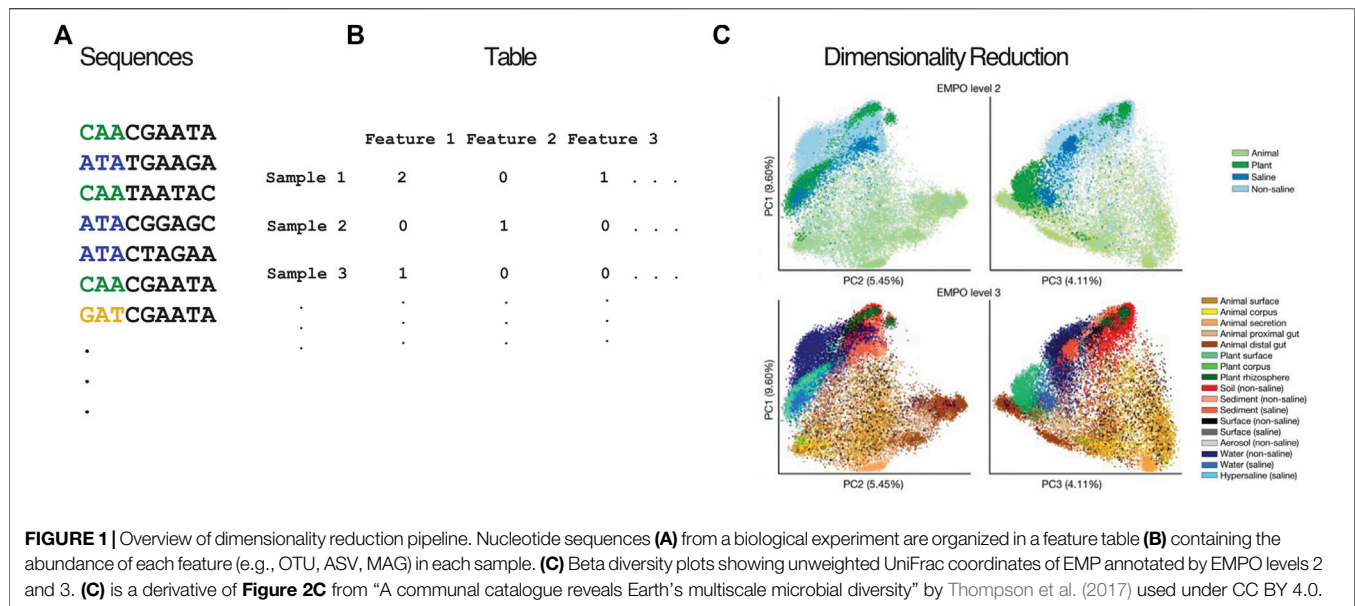 A
Sequences
CAACGAATA
ATATGAAGA
CAATAATAC
ATACGGAGC
ATACTAGAA
CAACGAATA
GATCGAATA
.
.
.
B
Table
Feature 1 Feature 2 Feature 3
Sample 1 2 0 1 . . .
Sample 2 0 1 0 . . .
Sample 3 1 0 0 . . .
. . . .
. . . .
. . . .
C
Dimensionality Reduction
EMPO level 2
PC1 (9.60%)
PC2 (5.45%)
PC3 (4.11%)
Animal
Plant
Saline
Non-saline
EMPO level 3
PC1 (9.60%)
PC2 (5.45%)
PC3 (4.11%)
Animal surface
Animal corpus
Animal secretion
Animal proximal gut
Animal distal gut
Plant surface
Plant corpus
Plant rhizosphere
Soil (non-saline)
Sediment (non-saline)
Sediment (saline)
Surface (non-saline)
Surface (saline)
Aerosol (non-saline)
Water (non-saline)
Water (saline)
Hypersaline (saline)
FIGURE 1 | Overview of dimensionality reduction pipeline. Nucleotide sequences (A) from a biological experiment are organized in a feature table (B) containing the
abundance of each feature (e.g., OTU, ASV, MAG) in each sample. (C) Beta diversity plots showing unweighted UniFrac coordinates of EMP annotated by EMPO levels 2
and 3. (C) is a derivative of Figure 2C from “A communal catalogue reveals Earth’s multiscale microbial diversity” by Thompson et al. (2017) used under CC BY 4.0.